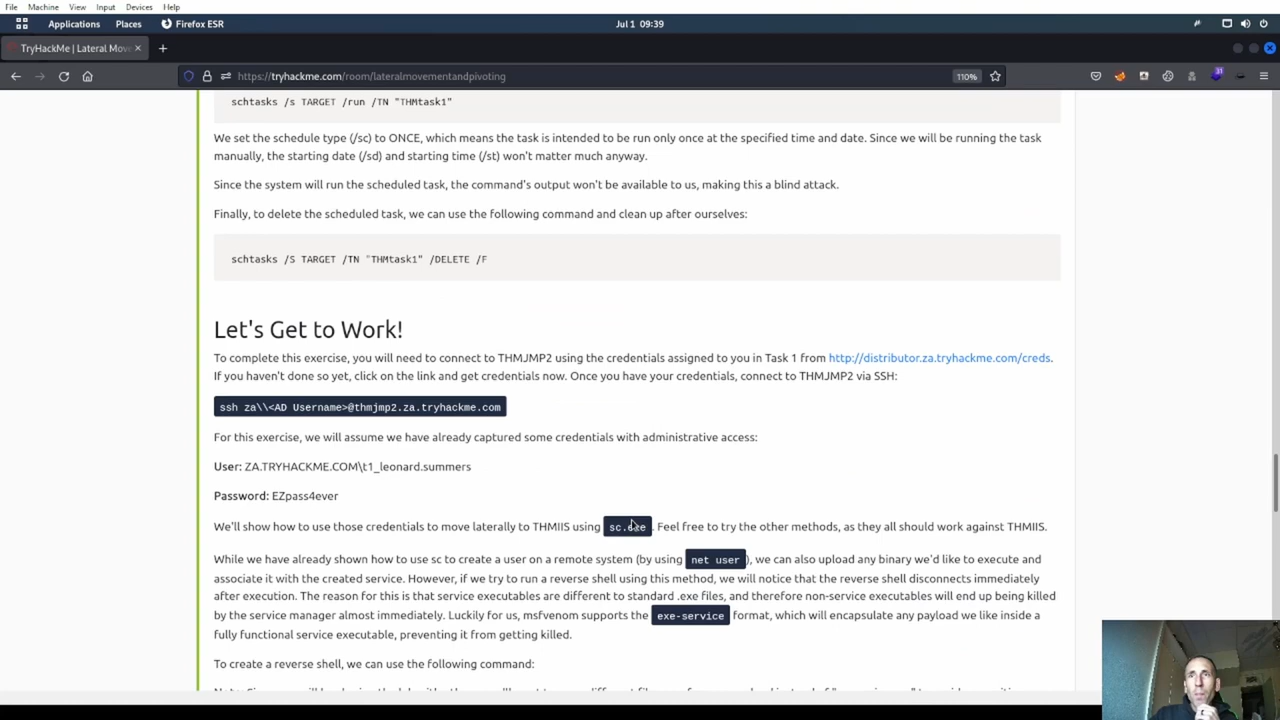 File Machine View Input Devices Help
Applications Places Firefox ESR Jul 1 09:39
TryHackMe | Lateral Mov
https://tryhackme.com/room/lateralmovementandpivoting 110%
31
schtasks /s TARGET /run /TN "THMtask1"
We set the schedule type (/sc) to ONCE, which means the task is intended to be run only once at the specified time and date. Since we will be running the task
manually, the starting date (/sd) and starting time (/st) won't matter much anyway.
Since the system will run the scheduled task, the command's output won't be available to us, making this a blind attack.
Finally, to delete the scheduled task, we can use the following command and clean up after ourselves:
schtasks /S TARGET /TN "THMtask1" /DELETE /F
Let's Get to Work!
To complete this exercise, you will need to connect to THMJMP2 using the credentials assigned to you in Task 1 from http://distributor.za.tryhackme.com/creds.
If you haven't done so yet, click on the link and get credentials now. Once you have your credentials, connect to THMJMP2 via SSH:
ssh za\\<AD Username>@thmjmp2.za.tryhackme.com
For this exercise, we will assume we have already captured some credentials with administrative access:
User: ZA.TRYHACKME.COM\t1_leonard.summers
Password: EZpass4ever
We'll show how to use those credentials to move laterally to THMIIS using sc.exe. Feel free to try the other methods, as they all should work against THMIIS.
While we have already shown how to use sc to create a user on a remote system (by using net user), we can also upload any binary we'd like to execute and
associate it with the created service. However, if we try to run a reverse shell using this method, we will notice that the reverse shell disconnects immediately
after execution. The reason for this is that service executables are different to standard .exe files, and therefore non-service executables will end up being killed
by the service manager almost immediately. Luckily for us, msfvenom supports the exe-service format, which will encapsulate any payload we like inside a
fully functional service executable, preventing it from getting killed.
To create a reverse shell, we can use the following command: